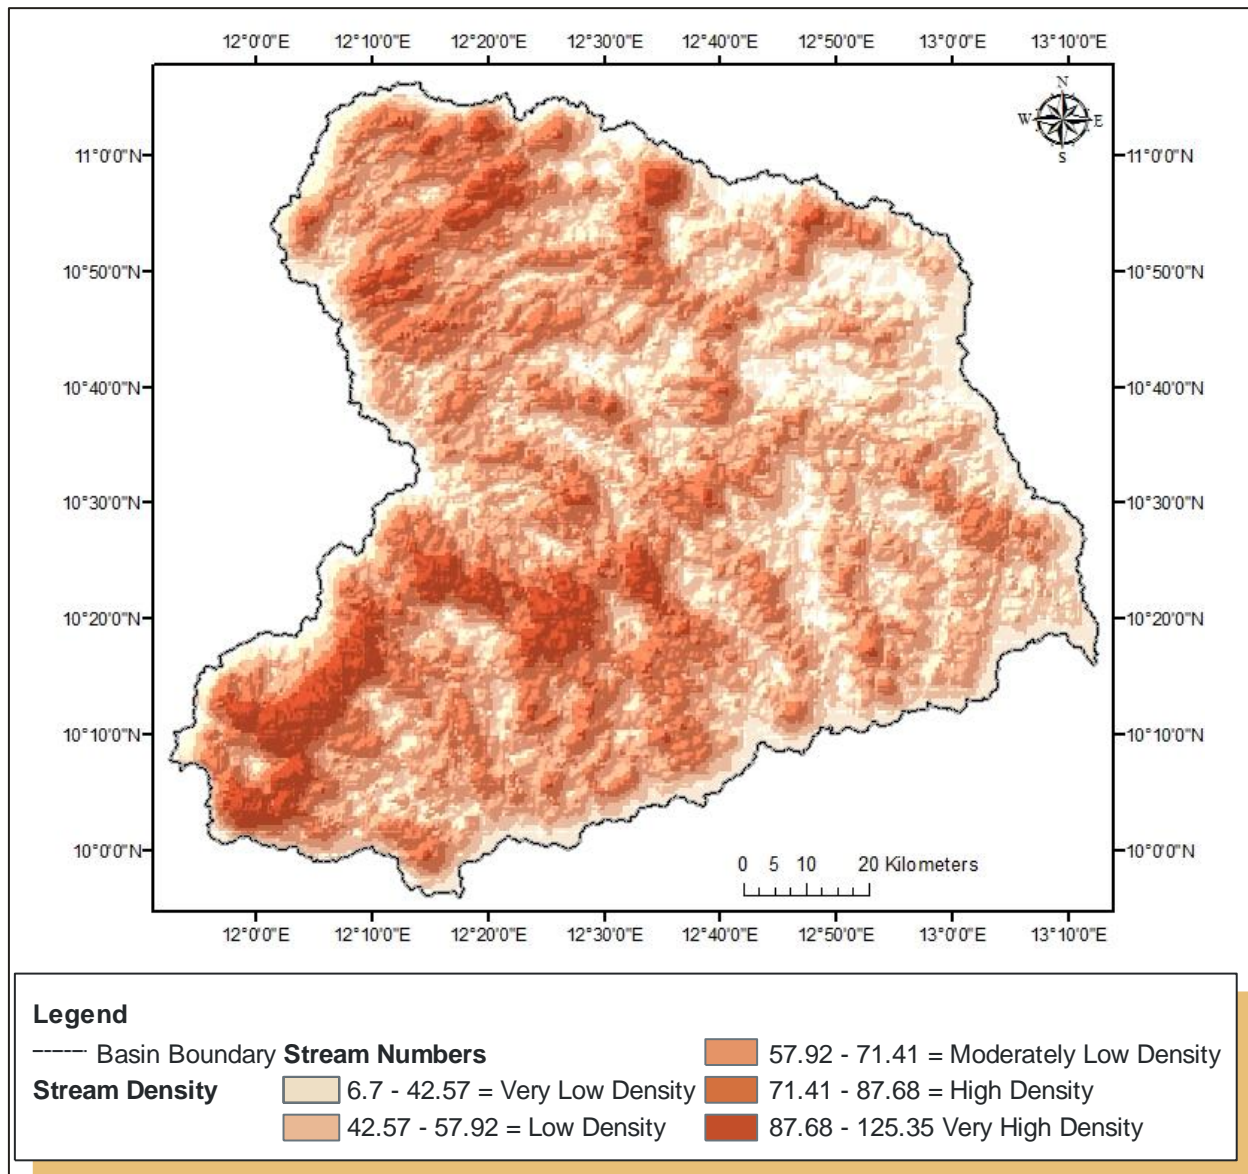 12°0'0"E 12°10'0"E 12°20'0"E 12°30'0"E 12°40'0"E 12°50'0"E 13°0'0"E 13°10'0"E
N
W E
S
11°0'0"N 11°0'0"N
10°50'0"N 10°50'0"N
10°40'0"N 10°40'0"N
10°30'0"N 10°30'0"N
10°20'0"N 10°20'0"N
10°10'0"N 10°10'0"N
10°0'0"N 10°0'0"N
0 5 10 20 Kilometers
12°0'0"E 12°10'0"E 12°20'0"E 12°30'0"E 12°40'0"E 12°50'0"E 13°0'0"E 13°10'0"E
Legend
Basin Boundary Stream Numbers 57.92 - 71.41 = Moderately Low Density
Stream Density 6.7 - 42.57 = Very Low Density 71.41 - 87.68 = High Density
42.57 - 57.92 = Low Density 87.68 - 125.35 Very High Density